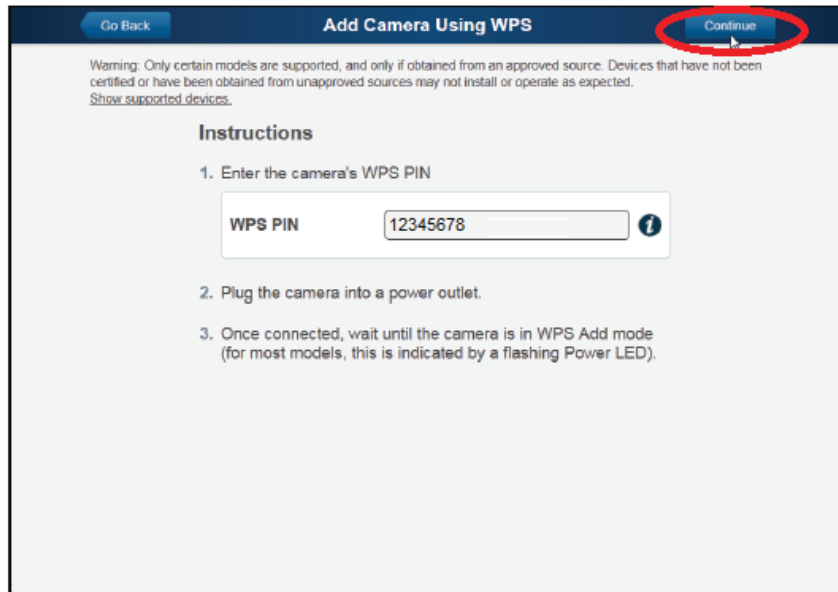 Go Back Add Camera Using WPS Continue
Warning: Only certain models are supported, and only if obtained from an approved source. Devices that have not been
certified or have been obtained from unapproved sources may not install or operate as expected.
Show supported devices.
Instructions
1. Enter the camera's WPS PIN
WPS PIN 12345678 i
2. Plug the camera into a power outlet.
3. Once connected, wait until the camera is in WPS Add mode
(for most models, this is indicated by a flashing Power LED).